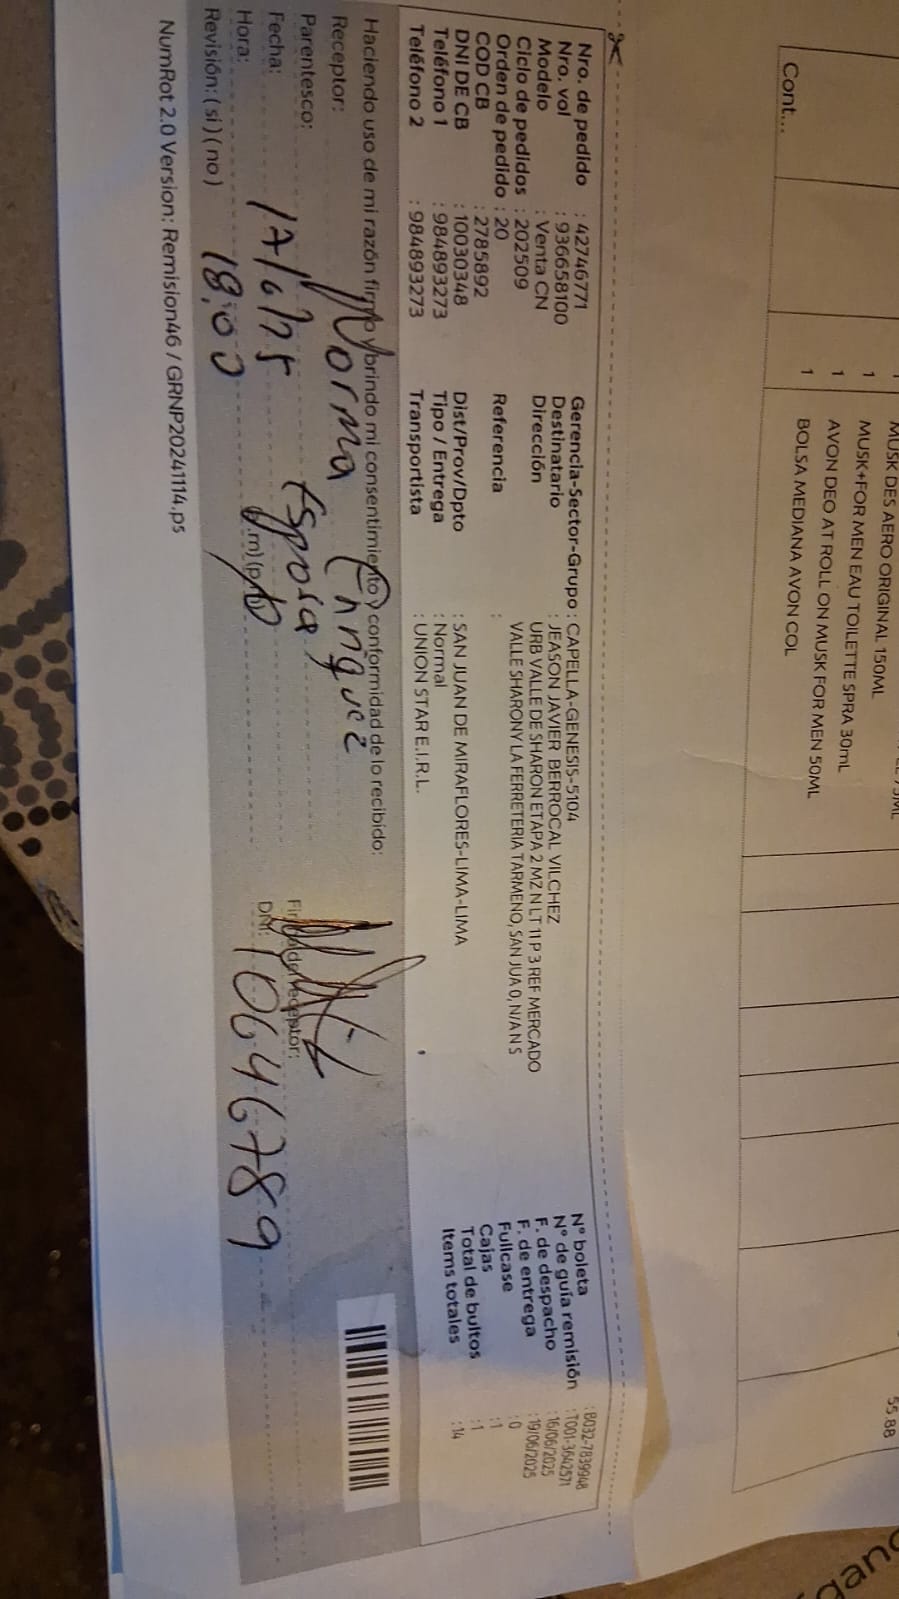 MUSK DES AERO ORIGINAL 150ML
1 MUSK+FOR MEN EAU TOILETTE SPRA 30mL
1 AVON DEO AT ROLL ON MUSK FOR MEN 50ML
Cont... 1 BOLSA MEDIANA AVON COL
55.88
Nro. de pedido : 42746771 Gerencia-Sector-Grupo : CAPELLA-GENESIS-5104 N° boleta : B032-7839948
Nro. vol : 936658100 Destinatario : JEASON JAVIER BERROCAL VILCHEZ N° de guía remisión : T001-3642571
Modelo : Venta CN Dirección URB VALLE DE SHARON ETAPA 2 MZ N LT 11 P 3 REF MERCADO F. de despacho : 16/06/2025
Ciclo de pedidos : 202509 VALLE SHARONY LA FERRETERIA TARMENO, SAN JUA 0, N/A N S F. de entrega : 19/06/2025
Orden de pedido : 20 Referencia : Fullcase : 0
COD CB : 2785892 Cajas : 1
DNI DE CB : 10030348 Dist/Prov/Dpto : SAN JUAN DE MIRAFLORES-LIMA-LIMA Total de bultos : 1
Teléfono 1 : 984893273 Tipo / Entrega : Normal Items totales : 14
Teléfono 2 : 984893273 Transportista : UNION STAR E.I.R.L.
Haciendo uso de mi razón firmo y brindo mi consentimiento y conformidad de lo recibido:
Receptor: Norma
Parentesco: Esposa Firma del receptor:
Fecha: 17/6/25 DNI: 10646789
Hora: 18:00 (a.m) (p.m)
Revisión: (si) (no)
NumRot 2.0 Version: Remision46 / GRNP20241114.ps